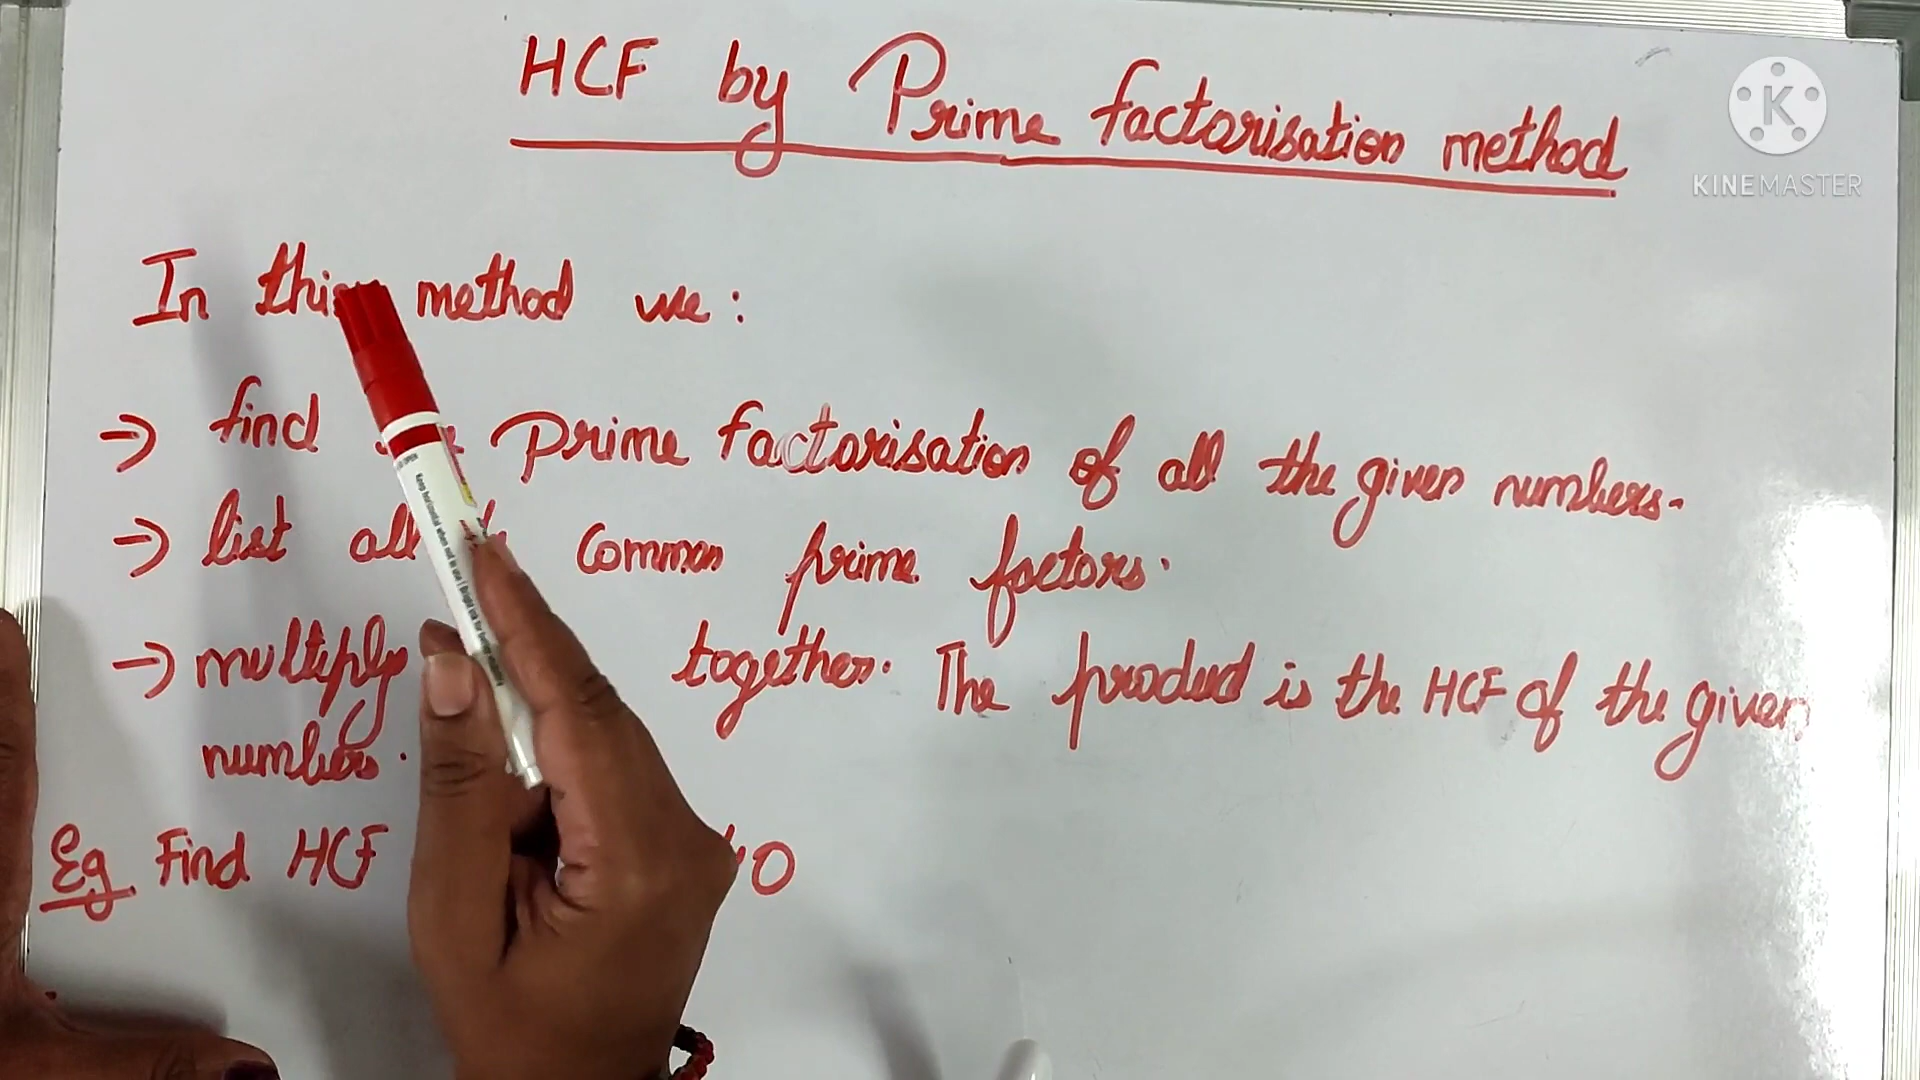 HCF by Prime factorisation method
KINEMASTER
In this method we:
→ find Prime factorisation of all the given numbers.
→ list all common prime factors.
→ multiply together. The product is the HCF of the given
numbers.
Eg Find HCF